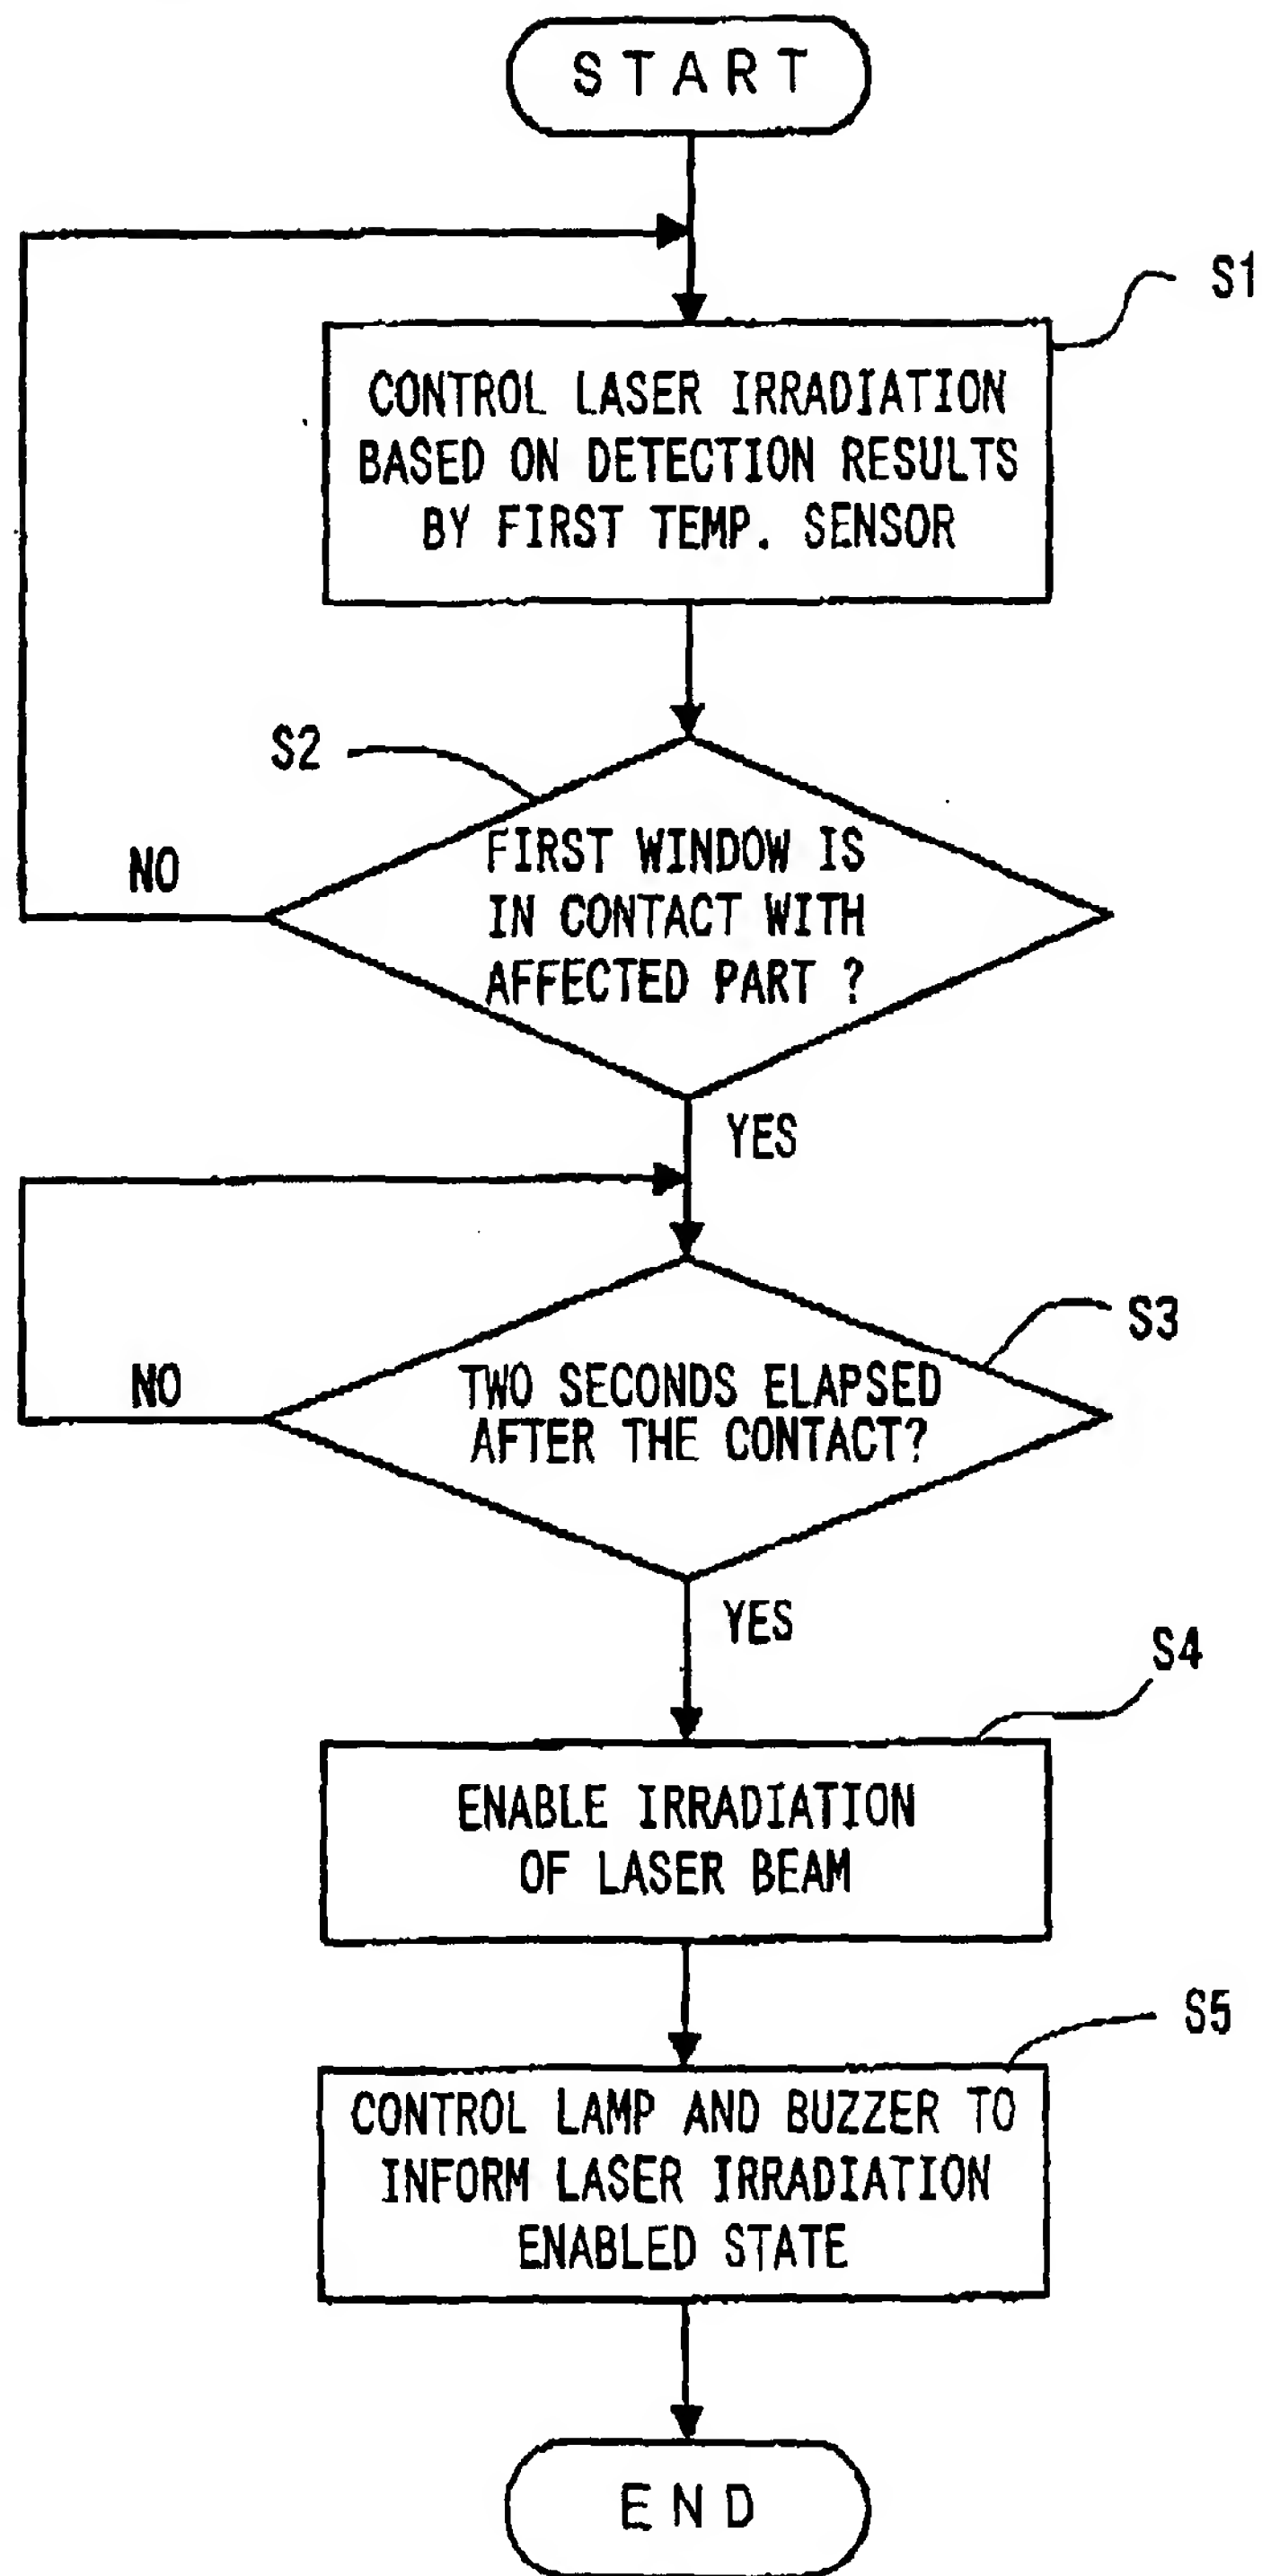 START
S1
CONTROL LASER IRRADIATION
BASED ON DETECTION RESULTS
BY FIRST TEMP. SENSOR
S2
NO
FIRST WINDOW IS
IN CONTACT WITH
AFFECTED PART ?
YES
S3
NO
TWO SECONDS ELAPSED
AFTER THE CONTACT?
YES
S4
ENABLE IRRADIATION
OF LASER BEAM
S5
CONTROL LAMP AND BUZZER TO
INFORM LASER IRRADIATION
ENABLED STATE
END